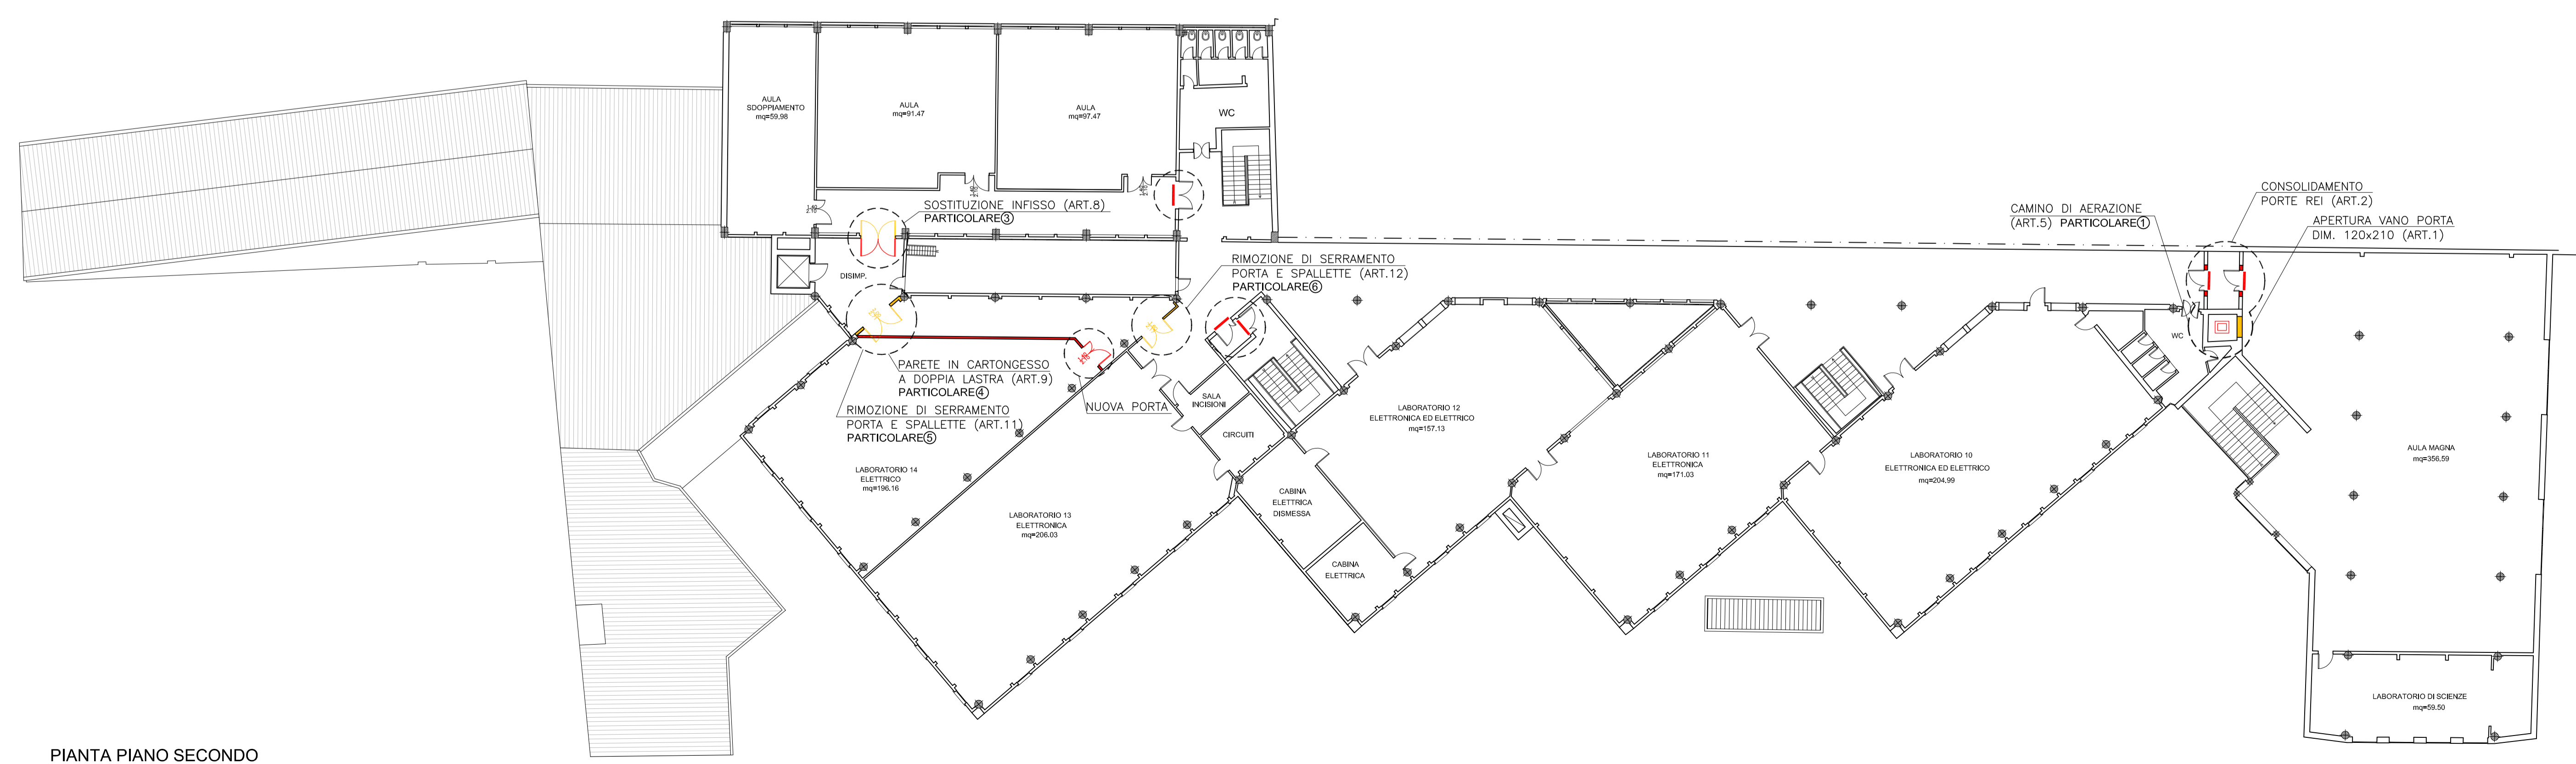 AULA
SDOPPIAMENTO
mq=59.98
AULA
mq=91.47
AULA
mq=97.47
WC
SOSTITUZIONE INFISSO (ART.8)
PARTICOLARE③
DISIMP.
RIMOZIONE DI SERRAMENTO
PORTA E SPALLETTE (ART.12)
PARTICOLARE⑥
CAMINO DI AERAZIONE
(ART.5) PARTICOLARE①
CONSOLIDAMENTO
PORTE REI (ART.2)
APERTURA VANO PORTA
DIM. 120x210 (ART.1)
WC
PARETE IN CARTONGESSO
A DOPPIA LASTRA (ART.9)
PARTICOLARE④
RIMOZIONE DI SERRAMENTO
PORTA E SPALLETTE (ART.11)
PARTICOLARE⑤
NUOVA PORTA
SALA
INCISIONI
CIRCUITI
LABORATORIO 12
ELETTRONICA ED ELETTRICO
mq=157.13
LABORATORIO 11
ELETTRONICA
mq=171.03
LABORATORIO 10
ELETTRONICA ED ELETTRICO
mq=204,99
AULA MAGNA
mq=356,59
LABORATORIO 14
ELETTRICO
mq=196.16
LABORATORIO 13
ELETTRONICA
mq=206.03
CABINA
ELETTRICA
DISMESSA
CABINA
ELETTRICA
LABORATORIO DI SCIENZE
mq=59.50
PIANTA PIANO SECONDO